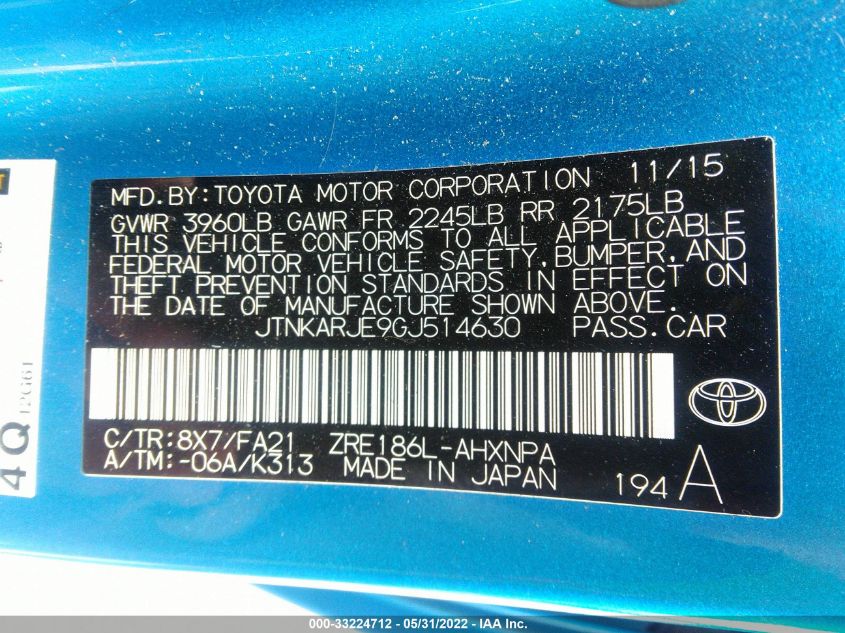 MFD. BY: TOYOTA MOTOR CORPORATION 11/15
GVWR 3960LB GAWR FR 2245LB RR 2175LB
THIS VEHICLE CONFORMS TO ALL APPLICABLE
FEDERAL MOTOR VEHICLE SAFETY, BUMPER, AND
THEFT PREVENTION STANDARDS IN EFFECT ON
THE DATE OF MANUFACTURE SHOWN ABOVE.
JTNKARJE9GJ514630 PASS. CAR
C/TR: 8X7/FA21 ZRE186L-AHXNPA
A/TM: -06A/K313 MADE IN JAPAN 194 A
4Q 12G61
000-33224712 - 05/31/2022 - IAA Inc.